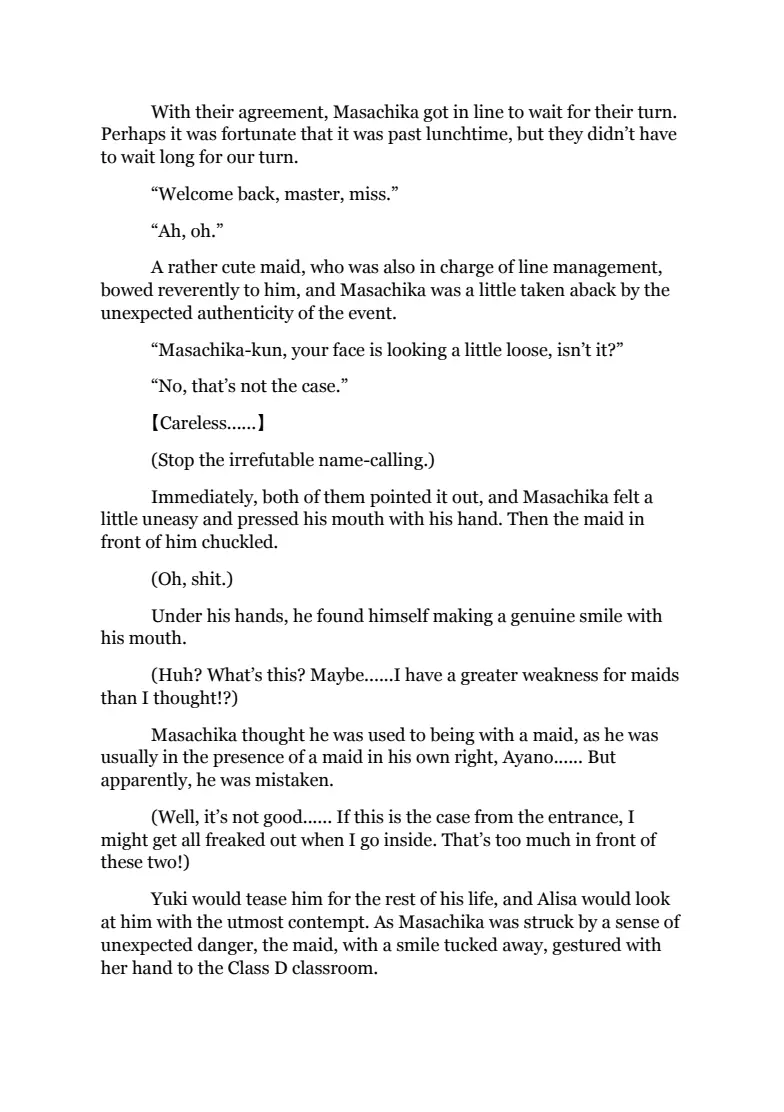 With their agreement, Masachika got in line to wait for their turn.
Perhaps it was fortunate that it was past lunchtime, but they didn’t have
to wait long for our turn.
“Welcome back, master, miss.”
“Ah, oh.”
A rather cute maid, who was also in charge of line management,
bowed reverently to him, and Masachika was a little taken aback by the
unexpected authenticity of the event.
“Masachika-kun, your face is looking a little loose, isn’t it?”
“No, that’s not the case.”
【Careless……】
(Stop the irrefutable name-calling.)
Immediately, both of them pointed it out, and Masachika felt a
little uneasy and pressed his mouth with his hand. Then the maid in
front of him chuckled.
(Oh, shit.)
Under his hands, he found himself making a genuine smile with
his mouth.
(Huh? What’s this? Maybe……I have a greater weakness for maids
than I thought!?)
Masachika thought he was used to being with a maid, as he was
usually in the presence of a maid in his own right, Ayano…… But
apparently, he was mistaken.
(Well, it’s not good…… If this is the case from the entrance, I
might get all freaked out when I go inside. That’s too much in front of
these two!)
Yuki would tease him for the rest of his life, and Alisa would look
at him with the utmost contempt. As Masachika was struck by a sense of
unexpected danger, the maid, with a smile tucked away, gestured with
her hand to the Class D classroom.